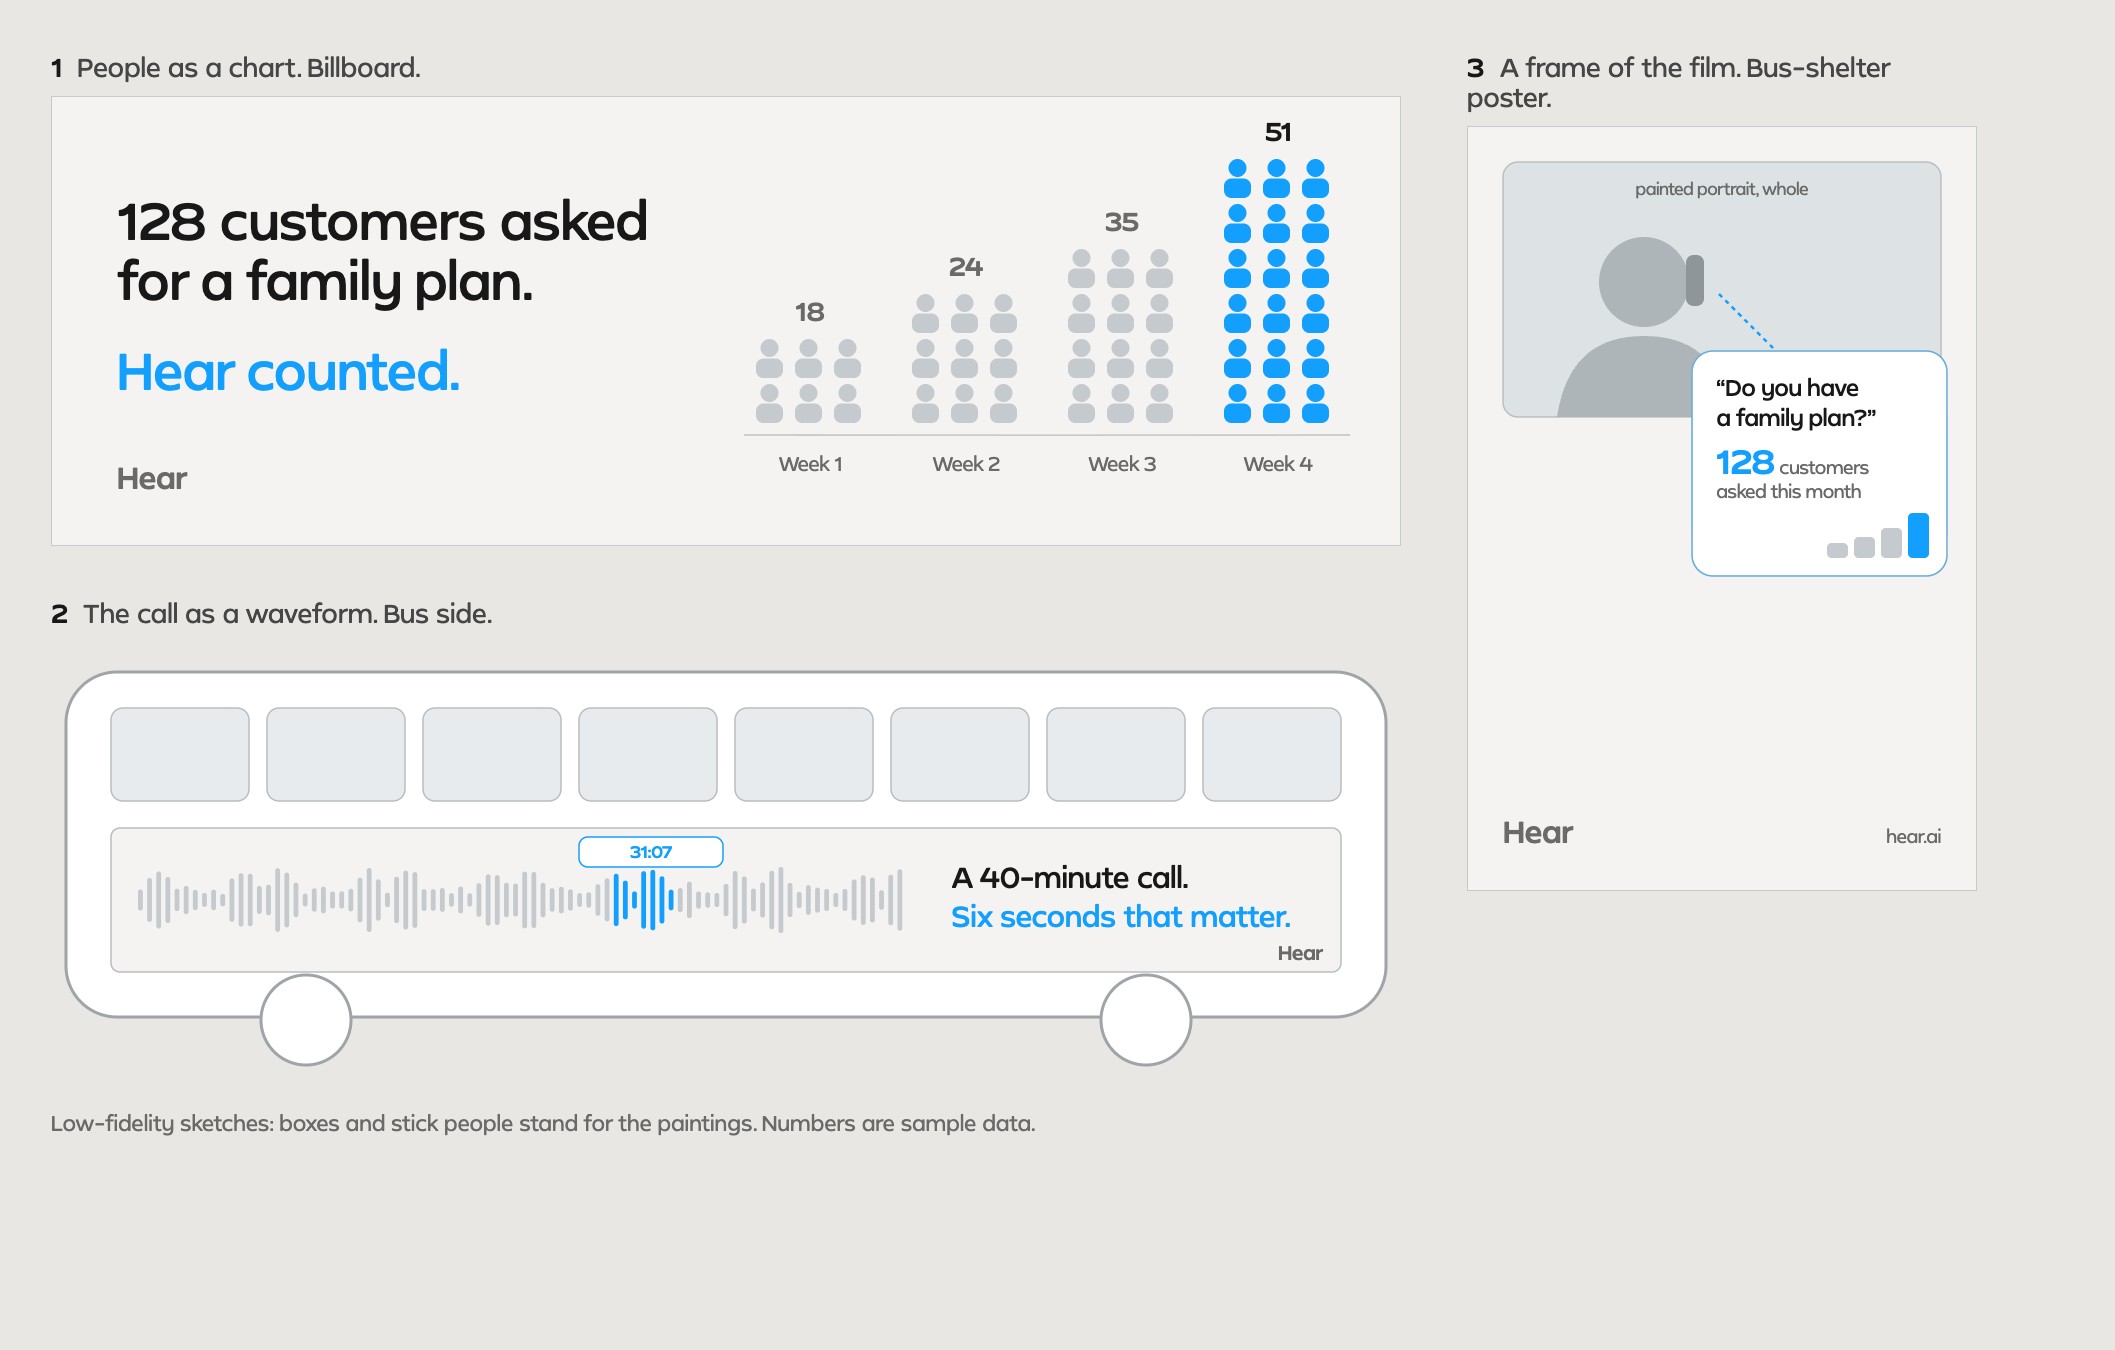 1 People as a chart. Billboard.
128 customers asked
for a family plan.
Hear counted.
Hear
18
24
35
51
Week 1
Week 2
Week 3
Week 4
2 The call as a waveform. Bus side.
31:07
A 40-minute call.
Six seconds that matter.
Hear
3 A frame of the film. Bus-shelter
poster.
painted portrait, whole
“Do you have
a family plan?”
128 customers
asked this month
Hear
hear.ai
Low-fidelity sketches: boxes and stick people stand for the paintings. Numbers are sample data.